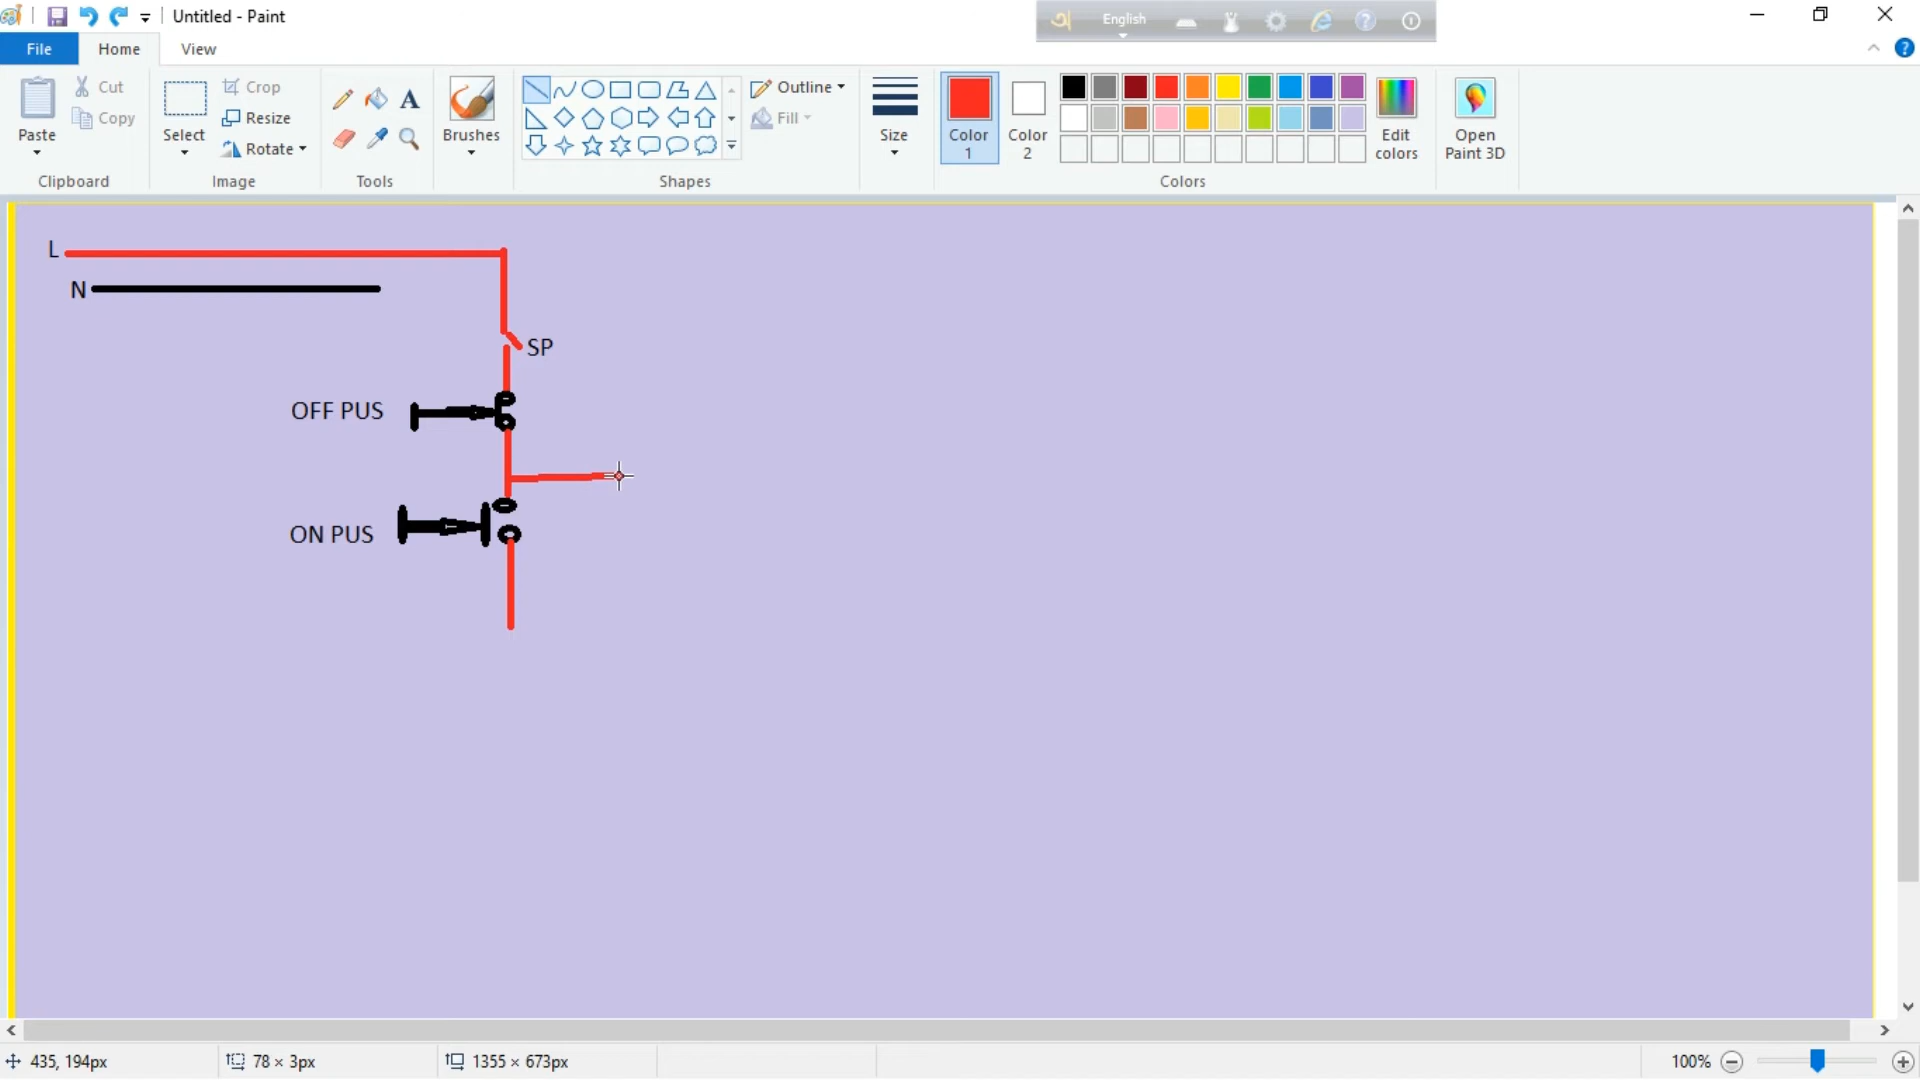 Untitled - Paint
English
File
Home
View
Paste
Cut
Copy
Clipboard
Select
Crop
Resize
Rotate
Image
A
Tools
Brushes
Shapes
Outline
Fill
Size
Color 1
Color 2
Edit colors
Colors
Open Paint 3D
L
N
SP
OFF PUS
ON PUS
435, 194px
78 × 3px
1355 × 673px
100%